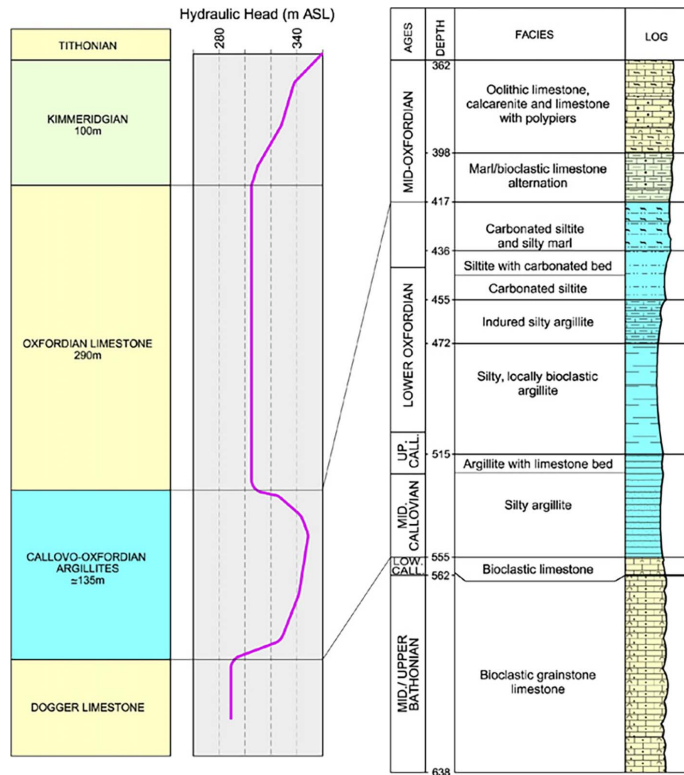 Hydraulic Head (m ASL)
280
340
TITHONIAN
KIMMERIDGIAN
100m
OXFORDIAN LIMESTONE
290m
CALLOVO-OXFORDIAN
ARGILLITES
≃135m
DOGGER LIMESTONE
AGES
DEPTH
FACIES
LOG
MID-OXFORDIAN
LOWER OXFORDIAN
UP.
CALL.
MID.
CALLOVIAN
LOW.
CALL.
MID./ UPPER
BATHONIAN
362
398
417
436
455
472
515
555
562
638
Oolithic limestone,
calcarenite and limestone
with polypiers
Marl/bioclastic limestone
alternation
Carbonated siltite
and silty marl
Siltite with carbonated bed
Carbonated siltite
Indured silty argillite
Silty, locally bioclastic
argillite
Argillite with limestone bed
Silty argillite
Bioclastic limestone
Bioclastic grainstone
limestone